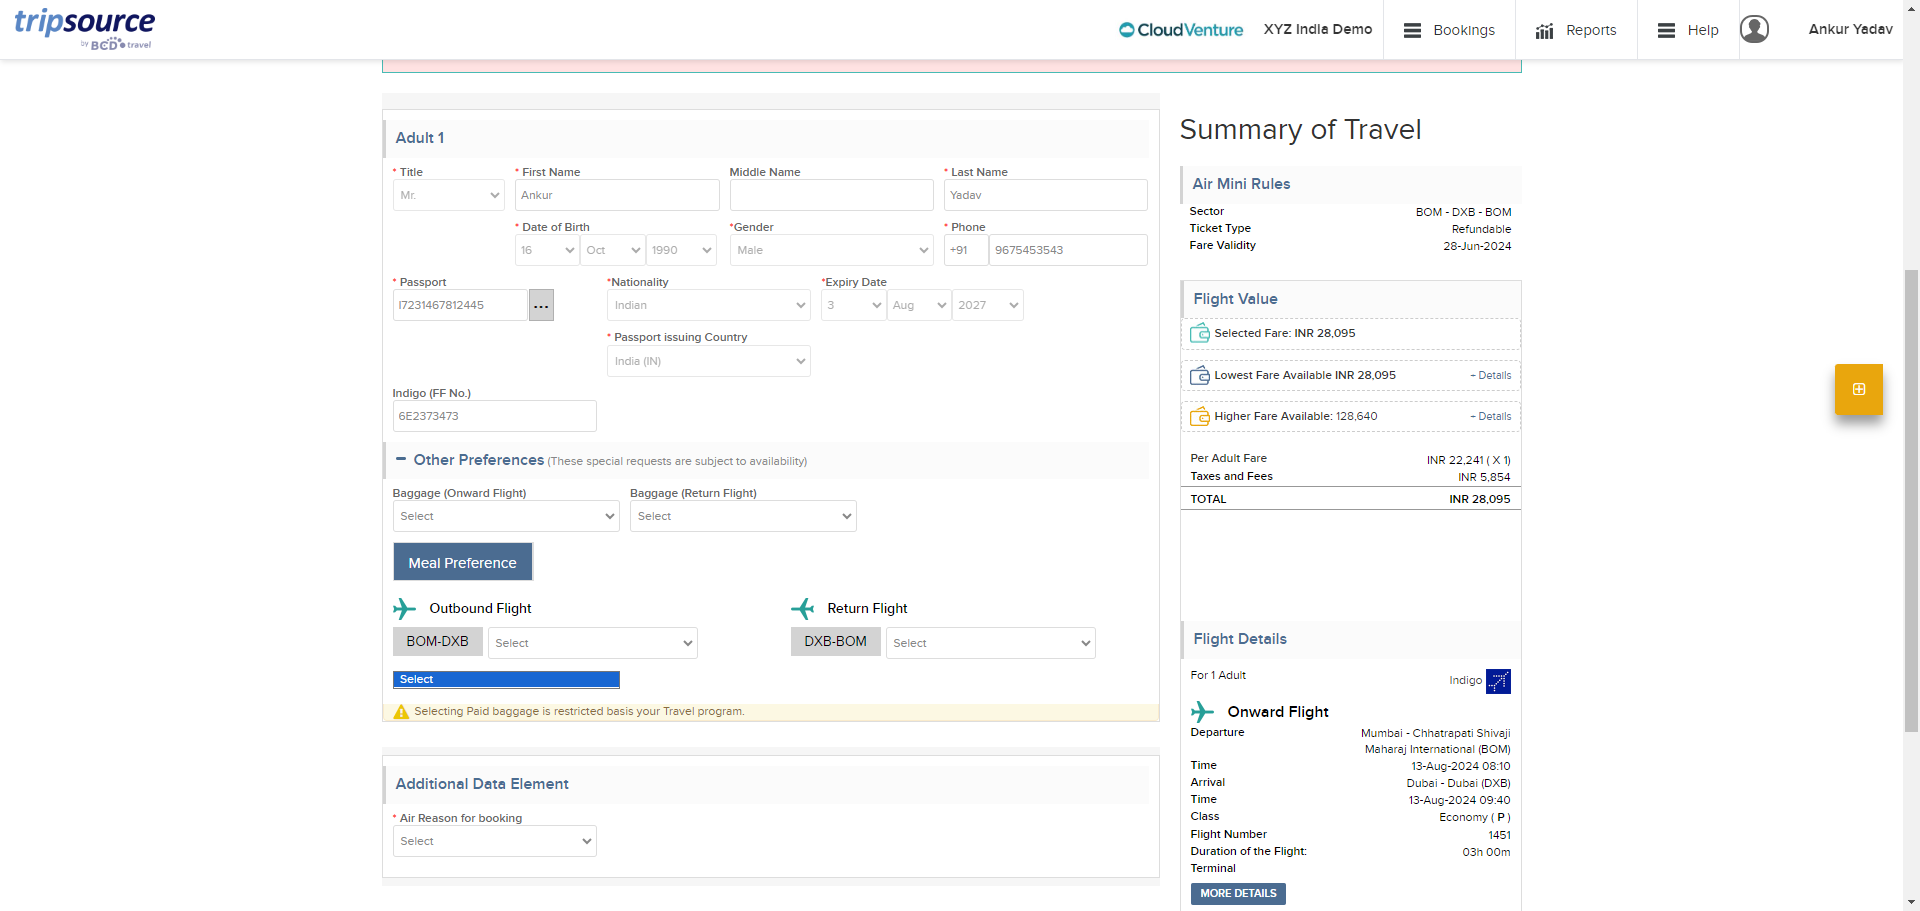 tripsource
by BCD travel
CloudVenture
XYZ India Demo
Bookings
Reports
Help
Ankur Yadav
Adult 1
* Title
* First Name
Middle Name
* Last Name
Mr.
Ankur
Yadav
* Date of Birth
*Gender
* Phone
16
Oct
1990
Male
+91
9675453543
* Passport
*Nationality
*Expiry Date
I7231467812445
...
Indian
3
Aug
2027
* Passport issuing Country
India (IN)
Indigo (FF No.)
6E2373473
− Other Preferences (These special requests are subject to availability)
Baggage (Onward Flight)
Baggage (Return Flight)
Select
Select
Meal Preference
Outbound Flight
Return Flight
BOM-DXB
Select
DXB-BOM
Select
Select
Selecting Paid baggage is restricted basis your Travel program.
Additional Data Element
* Air Reason for booking
Select
Summary of Travel
Air Mini Rules
Sector BOM - DXB - BOM
Ticket Type Refundable
Fare Validity 28-Jun-2024
Flight Value
Selected Fare: INR 28,095
Lowest Fare Available INR 28,095 + Details
Higher Fare Available: 128,640 + Details
Per Adult Fare INR 22,241 ( X 1)
Taxes and Fees INR 5,854
TOTAL INR 28,095
Flight Details
For 1 Adult Indigo
Onward Flight
Departure Mumbai - Chhatrapati Shivaji
Maharaj International (BOM)
Time 13-Aug-2024 08:10
Arrival Dubai - Dubai (DXB)
Time 13-Aug-2024 09:40
Class Economy ( P )
Flight Number 1451
Duration of the Flight: 03h 00m
Terminal
MORE DETAILS